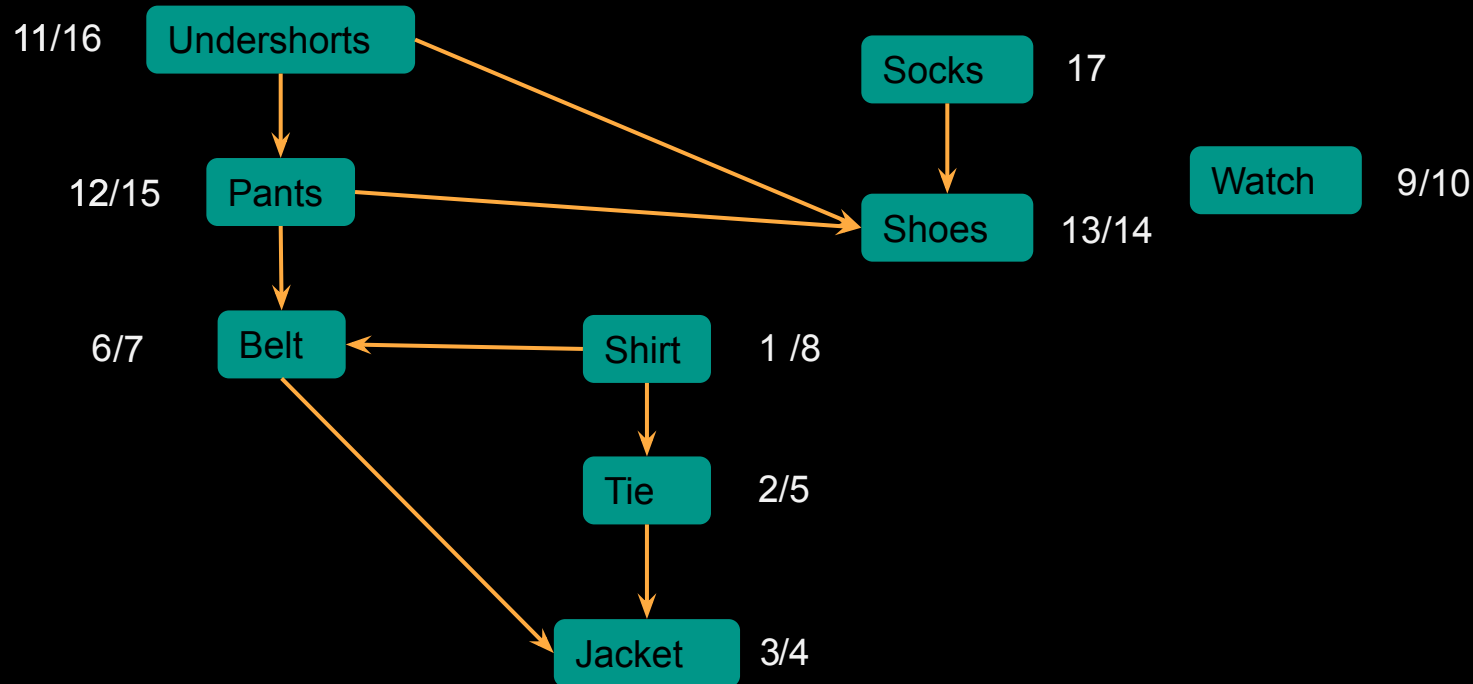 11/16 Undershorts
Socks 17
12/15 Pants
Watch 9/10
Shoes 13/14
6/7 Belt
Shirt 1 /8
Tie 2/5
Jacket 3/4